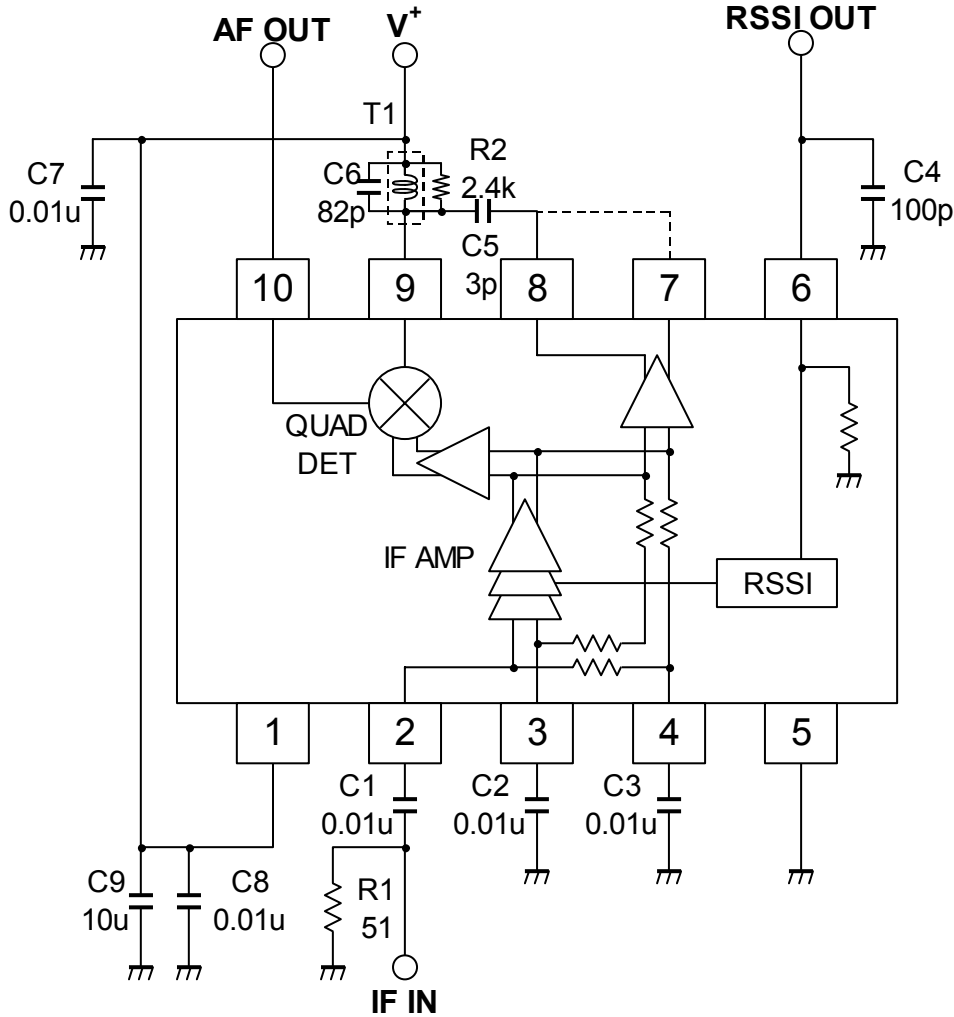 AF OUT
V+
RSSI OUT
T1
C7
0.01u
C6
82p
R2
2.4k
C5
3p
C4
100p
10
9
8
7
6
QUAD
DET
IF AMP
RSSI
1
2
3
4
5
C1
0.01u
C2
0.01u
C3
0.01u
C9
10u
C8
0.01u
R1
51
IF IN